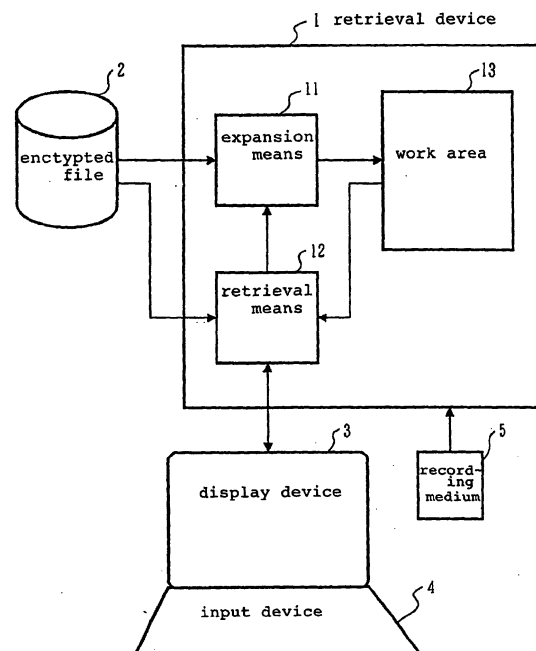 1 retrieval device
2
11
13
enctypted
file
expansion
means
work area
12
retrieval
means
3
5
display device
record-
ing
medium
4
input device